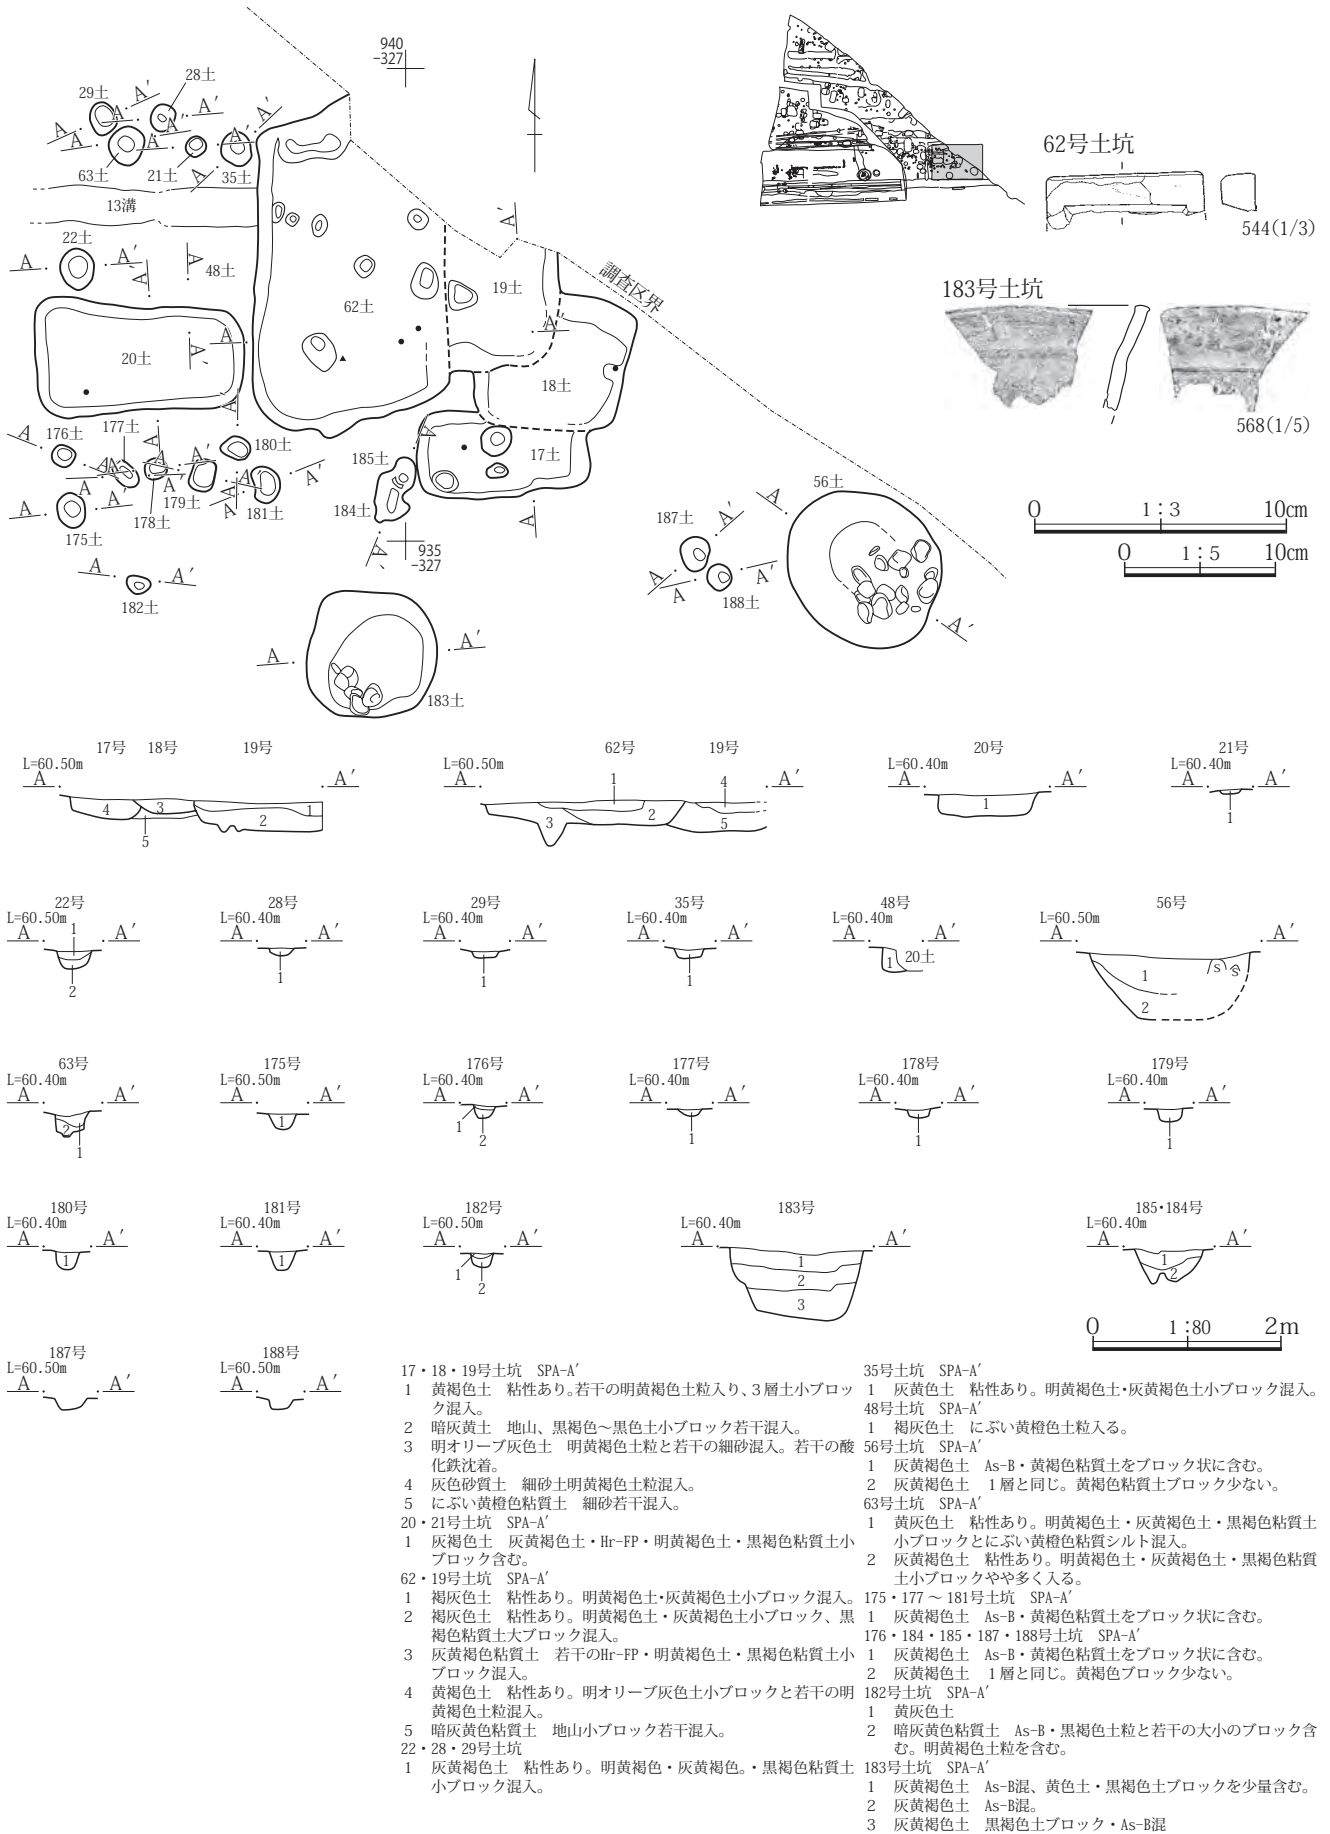 940
-327
28土
29土
A A' A A' A A' A A' A A'
63土
21土
35土
13溝
22土
A A'
48土
A A'
62土
19土
調査区界
A A'
20土
18土
176土
177土
180土
185土
17土
184土
178土
179土
181土
175土
935
-327
182土
A A'
187土
188土
56土
A A'
183土
A A'
62号土坑
544(1/3)
183号土坑
568(1/5)
0 1:3 10cm
0 1:5 10cm
17号 18号 19号
L=60.50m
A A'
4 3 1 2 5
62号 19号
L=60.50m
A A'
1 4 3 2 5
20号
L=60.40m
A A'
1
21号
L=60.40m
A A'
1
22号
L=60.50m
A A'
1
2
28号
L=60.40m
A A'
1
29号
L=60.40m
A A'
1
35号
L=60.40m
A A'
1
48号
L=60.40m
A A'
1 20土
56号
L=60.50m
A A'
1 S S
2
63号
L=60.40m
A A'
2
1
175号
L=60.50m
A A'
1
176号
L=60.40m
A A'
1
2
177号
L=60.40m
A A'
1
178号
L=60.40m
A A'
1
179号
L=60.40m
A A'
1
180号
L=60.40m
A A'
1
181号
L=60.40m
A A'
1
182号
L=60.50m
A A'
1
2
183号
L=60.40m
A A'
1
2
3
185・184号
L=60.40m
A A'
1
2
0 1:80 2m
187号
L=60.50m
A A'
188号
L=60.50m
A A'
17・18・19号土坑 SPA-A'
1 黄褐色土 粘性あり。若干の明黄褐色土粒入り、3層土小ブロッ
ク混入。
2 暗灰黄土 地山、黒褐色～黒色土小ブロック若干混入。
3 明オリーブ灰色土 明黄褐色土粒と若干の細砂混入。若干の酸
化鉄沈着。
4 灰色砂質土 細砂土明黄褐色土粒混入。
5 にぶい黄橙色粘質土 細砂若干混入。
20・21号土坑 SPA-A'
1 灰褐色土 灰黄褐色土・Hr-FP・明黄褐色土・黒褐色粘質土小
ブロック含む。
62・19号土坑 SPA-A'
1 褐灰色土 粘性あり。明黄褐色土・灰黄褐色土小ブロック混入。
2 褐灰色土 粘性あり。明黄褐色土・灰黄褐色土小ブロック、黒
褐色粘質土大ブロック混入。
3 灰黄褐色粘質土 若干のHr-FP・明黄褐色土・黒褐色粘質土小
ブロック混入。
4 黄褐色土 粘性あり。明オリーブ灰色土小ブロックと若干の明
黄褐色土粒混入。
5 暗灰黄色粘質土 地山小ブロック若干混入。
22・28・29号土坑
1 灰黄褐色土 粘性あり。明黄褐色・灰黄褐色。・黒褐色粘質土
小ブロック混入。
35号土坑 SPA-A'
1 灰黄色土 粘性あり。明黄褐色土・灰黄褐色土小ブロック混入。
48号土坑 SPA-A'
1 褐灰色土 にぶい黄橙色土粒入る。
56号土坑 SPA-A'
1 灰黄褐色土 As-B・黄褐色粘質土をブロック状に含む。
2 灰黄褐色土 1層と同じ。黄褐色粘質土ブロック少ない。
63号土坑 SPA-A'
1 黄灰色土 粘性あり。明黄褐色土・灰黄褐色土・黒褐色粘質土
小ブロックとにぶい黄橙色粘質シルト混入。
2 灰黄褐色土 粘性あり。明黄褐色土・灰黄褐色土・黒褐色粘質
土小ブロックやや多く入る。
175・177～181号土坑 SPA-A'
1 灰黄褐色土 As-B・黄褐色粘質土をブロック状に含む。
176・184・185・187・188号土坑 SPA-A'
1 灰黄褐色土 As-B・黄褐色粘質土をブロック状に含む。
2 灰黄褐色土 1層と同じ。黄褐色ブロック少ない。
182号土坑 SPA-A'
1 黄灰色土
2 暗灰黄色粘質土 As-B・黒褐色土粒と若干の大小のブロック含
む。明黄褐色土粒を含む。
183号土坑 SPA-A'
1 灰黄褐色土 As-B混、黄色土・黒褐色土ブロックを少量含む。
2 灰黄褐色土 As-B混。
3 灰黄褐色土 黒褐色土ブロック・As-B混